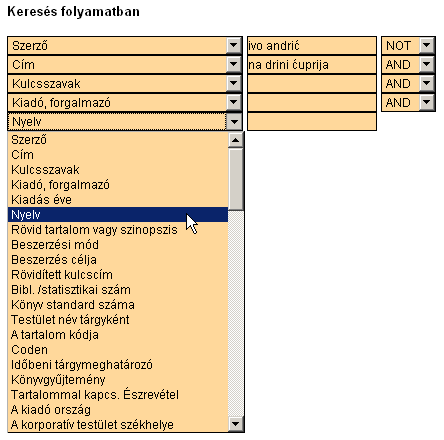 Keresés folyamatban
Szerző ivo andrić NOT
Cím na drini ćuprija AND
Kulcsszavak AND
Kiadó, forgalmazó AND
Nyelv
Szerző
Cím
Kulcsszavak
Kiadó, forgalmazó
Kiadás éve
Nyelv
Rövid tartalom vagy szinopszis
Beszerzési mód
Beszerzés célja
Rövidített kulcscím
Bibl. /statisztikai szám
Könyv standard száma
Testület név tárgyként
A tartalom kódja
Coden
Időbeni tárgymeghatározó
Könyvgyűjtemény
Tartalommal kapcs. Észrevétel
A kiadó ország
A korporatív testület székhelye